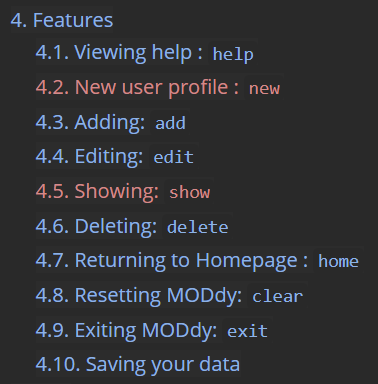 4. Features
4.1. Viewing help : help
4.2. New user profile : new
4.3. Adding: add
4.4. Editing: edit
4.5. Showing: show
4.6. Deleting: delete
4.7. Returning to Homepage : home
4.8. Resetting MODdy: clear
4.9. Exiting MODdy: exit
4.10. Saving your data